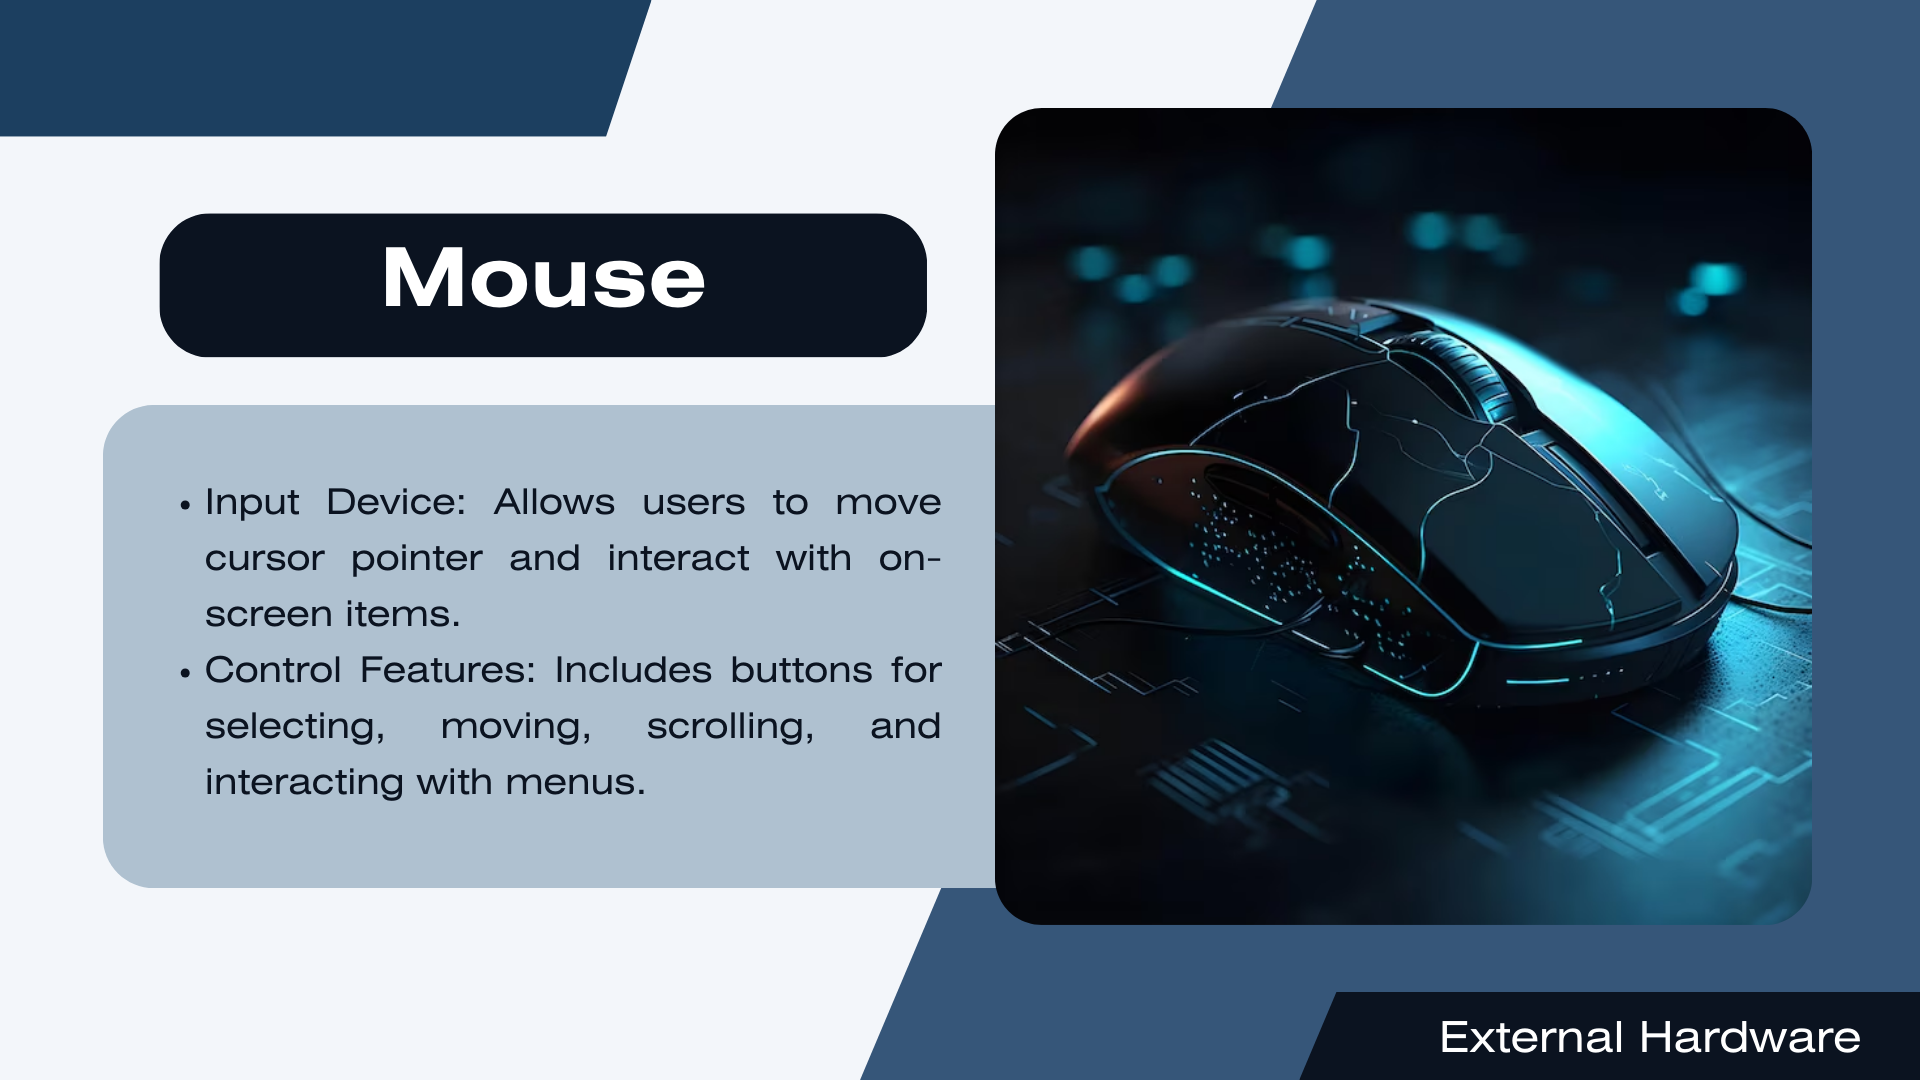 Mouse
• Input Device: Allows users to move
cursor pointer and interact with on-
screen items.
• Control Features: Includes buttons for
selecting, moving, scrolling, and
interacting with menus.
External Hardware